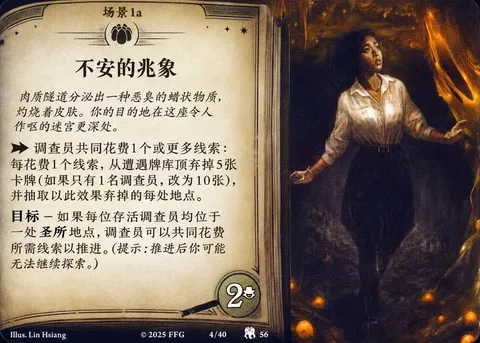 场景1a
不安的兆象
肉质隧道分泌出一种恶臭的蜡状物质，
灼烧着皮肤。你的目的地在这座令人
作呕的迷宫更深处。
调查员共同花费1个或更多线索：
每花费1个线索，从遭遇牌库顶弃掉5张
卡牌（如果只有1名调查员，改为10张），
并抽取以此效果弃掉的每处地点。
目标 – 如果每位存活调查员均位于
一处圣所地点，调查员可以共同花费
所需线索以推进。（提示：推进后你可能
无法继续探索。）
2
Illus. Lin Hsiang © 2025 FFG 4/40 56